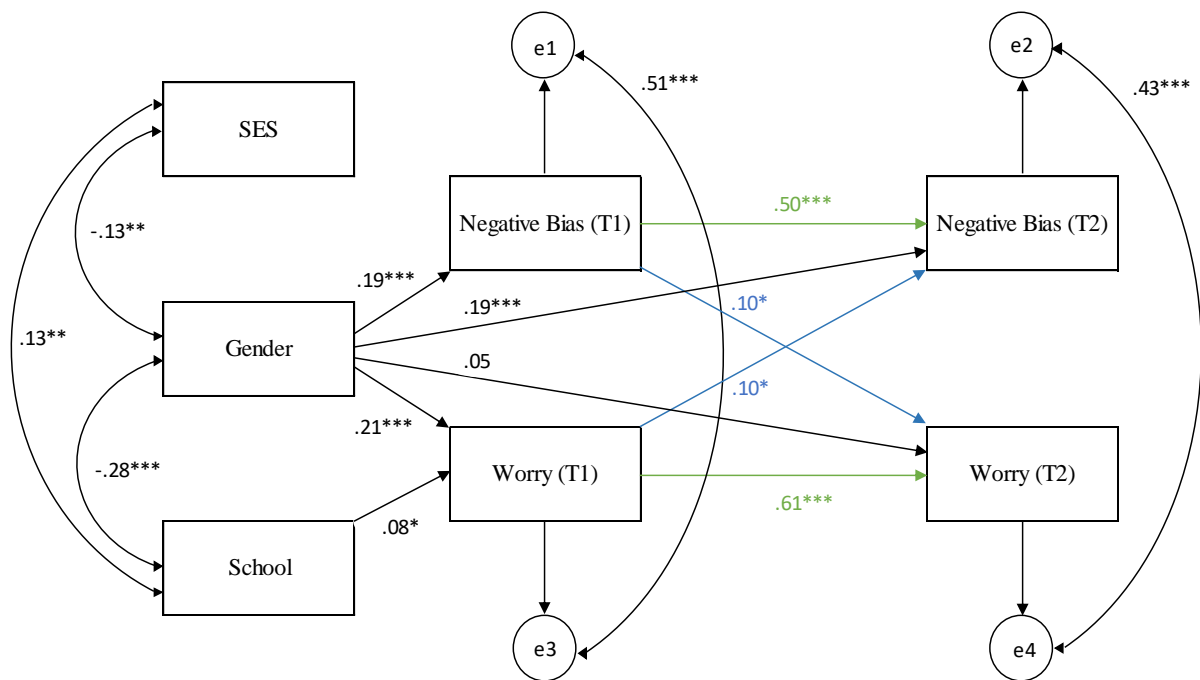 e1
e2
.51***
.43***
SES
Negative Bias (T1)
.50***
Negative Bias (T2)
-.13**
.19***
.19***
.10*
.13**
Gender
.05
.10*
.21***
-.28***
Worry (T1)
.61***
Worry (T2)
.08*
School
e3
e4